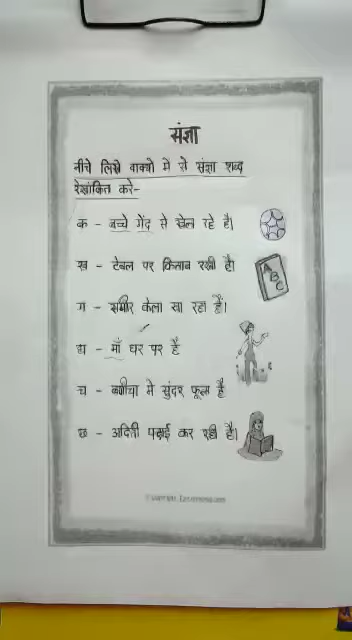 संज्ञा
नीचे लिखे वाक्यो मे से संज्ञा शब्द
रेखांकित करे-
क - बच्चे गेंद से खेल रहे है।
ख - टेबल पर किताब रखी है।
ग - समीर केला खा रहा है।
घ - माँ घर पर है
च - बगीचा मे सुंदर फूल है
छ - अदिती पढ़ाई कर रही है।
A
B
C